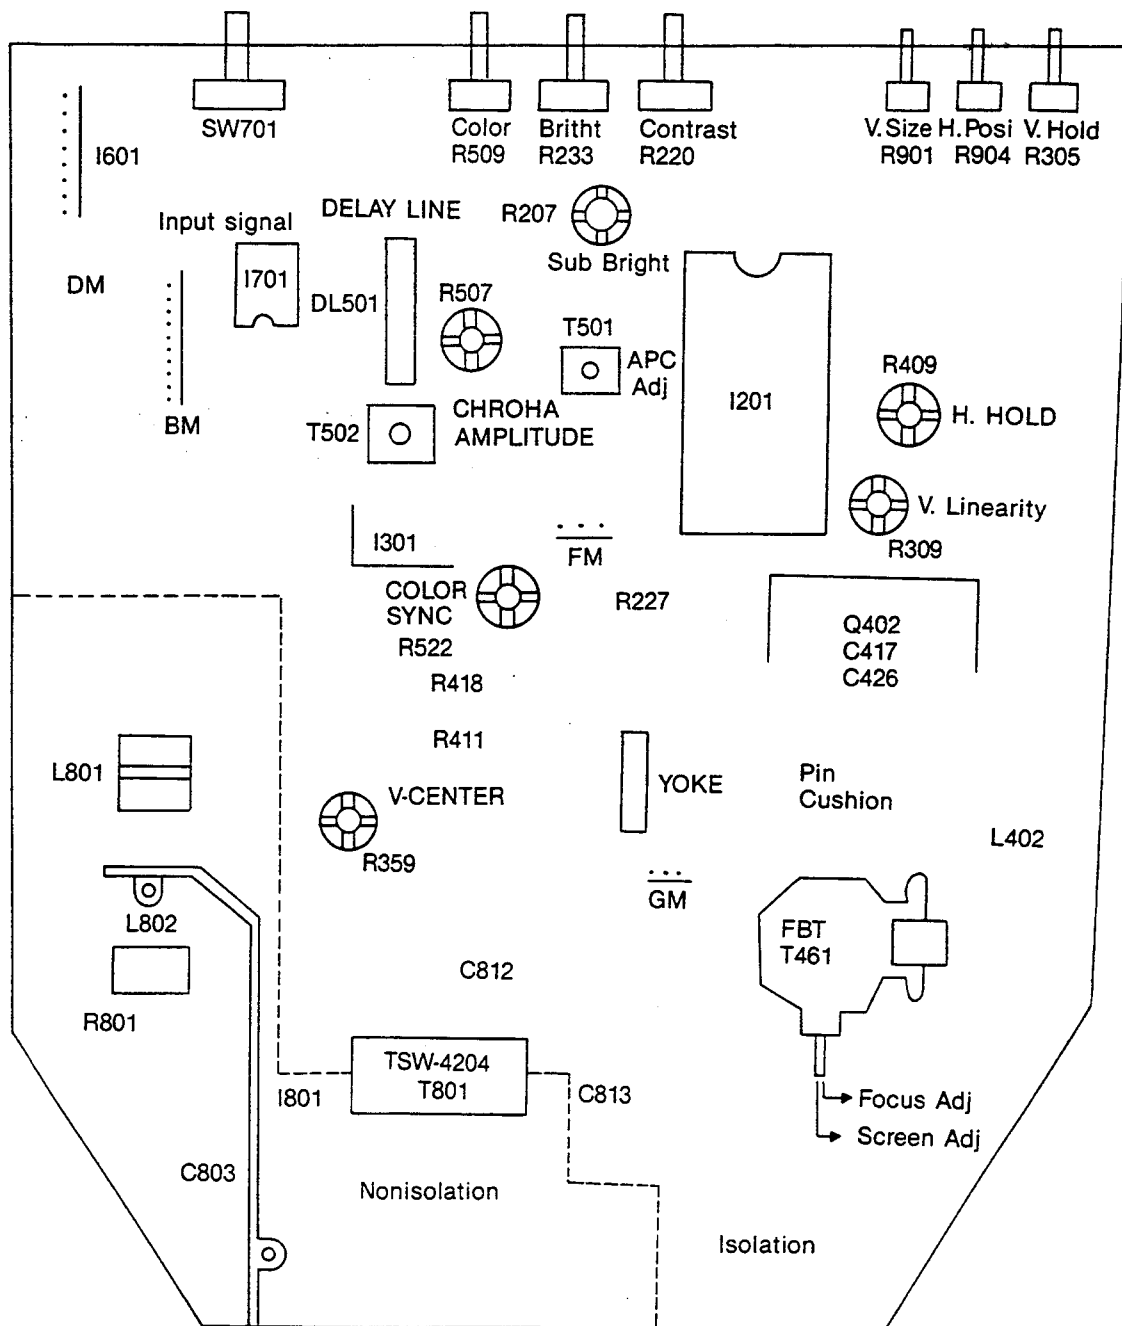 SW701
Color
R509
Britht
R233
Contrast
R220
V.Size
R901
H. Posi
R904
V. Hold
R305
I601
Input signal
DELAY LINE
R207
Sub Bright
DM
I701
DL501
R507
T501
APC
Adj
I201
R409
H. HOLD
BM
T502
CHROHA
AMPLITUDE
V. Linearity
R309
I301
FM
COLOR
SYNC
R522
R227
Q402
C417
C426
R418
R411
L801
V-CENTER
YOKE
Pin
Cushion
R359
L402
L802
GM
FBT
T461
C812
R801
TSW-4204
T801
I801
C813
Focus Adj
Screen Adj
C803
Nonisolation
Isolation